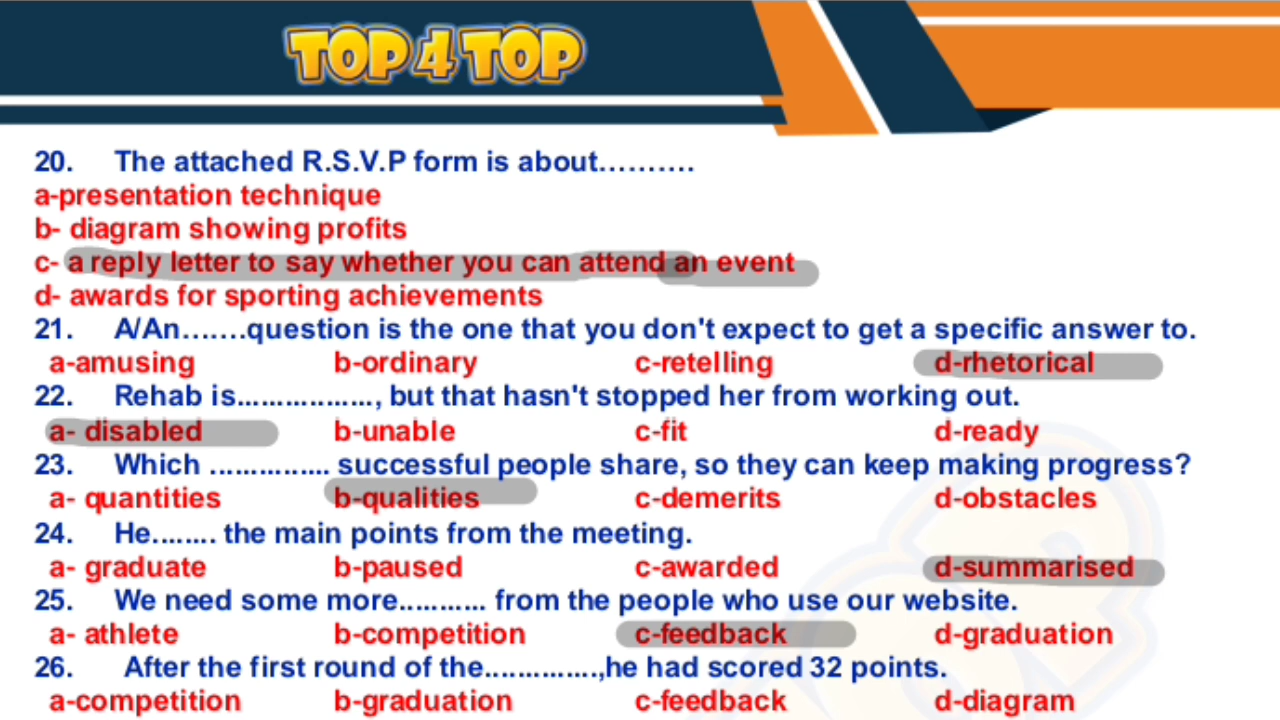 TOP 4 TOP
20. The attached R.S.V.P form is about..........
a-presentation technique
b- diagram showing profits
c- a reply letter to say whether you can attend an event
d- awards for sporting achievements
21. A/An.......question is the one that you don't expect to get a specific answer to.
a-amusing b-ordinary c-retelling d-rhetorical
22. Rehab is................, but that hasn't stopped her from working out.
a- disabled b-unable c-fit d-ready
23. Which ............... successful people share, so they can keep making progress?
a- quantities b-qualities c-demerits d-obstacles
24. He........ the main points from the meeting.
a- graduate b-paused c-awarded d-summarised
25. We need some more........... from the people who use our website.
a- athlete b-competition c-feedback d-graduation
26. After the first round of the..............,he had scored 32 points.
a-competition b-graduation c-feedback d-diagram